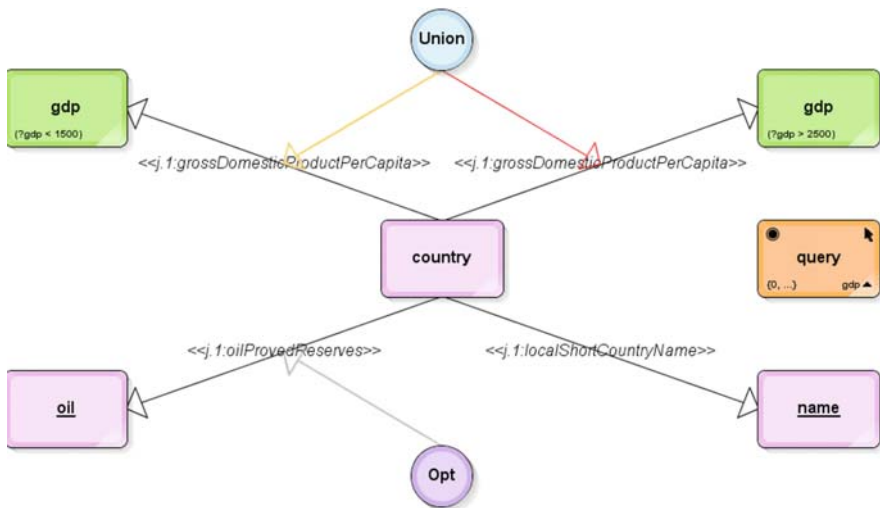 Union
gdp
(?gdp < 1500)
gdp
(?gdp > 2500)
<<j.1:grossDomesticProductPerCapita>>
<<j.1:grossDomesticProductPerCapita>>
country
query
{0, ...}
gdp
<<j.1:oilProvedReserves>>
<<j.1:localShortCountryName>>
oil
name
Opt